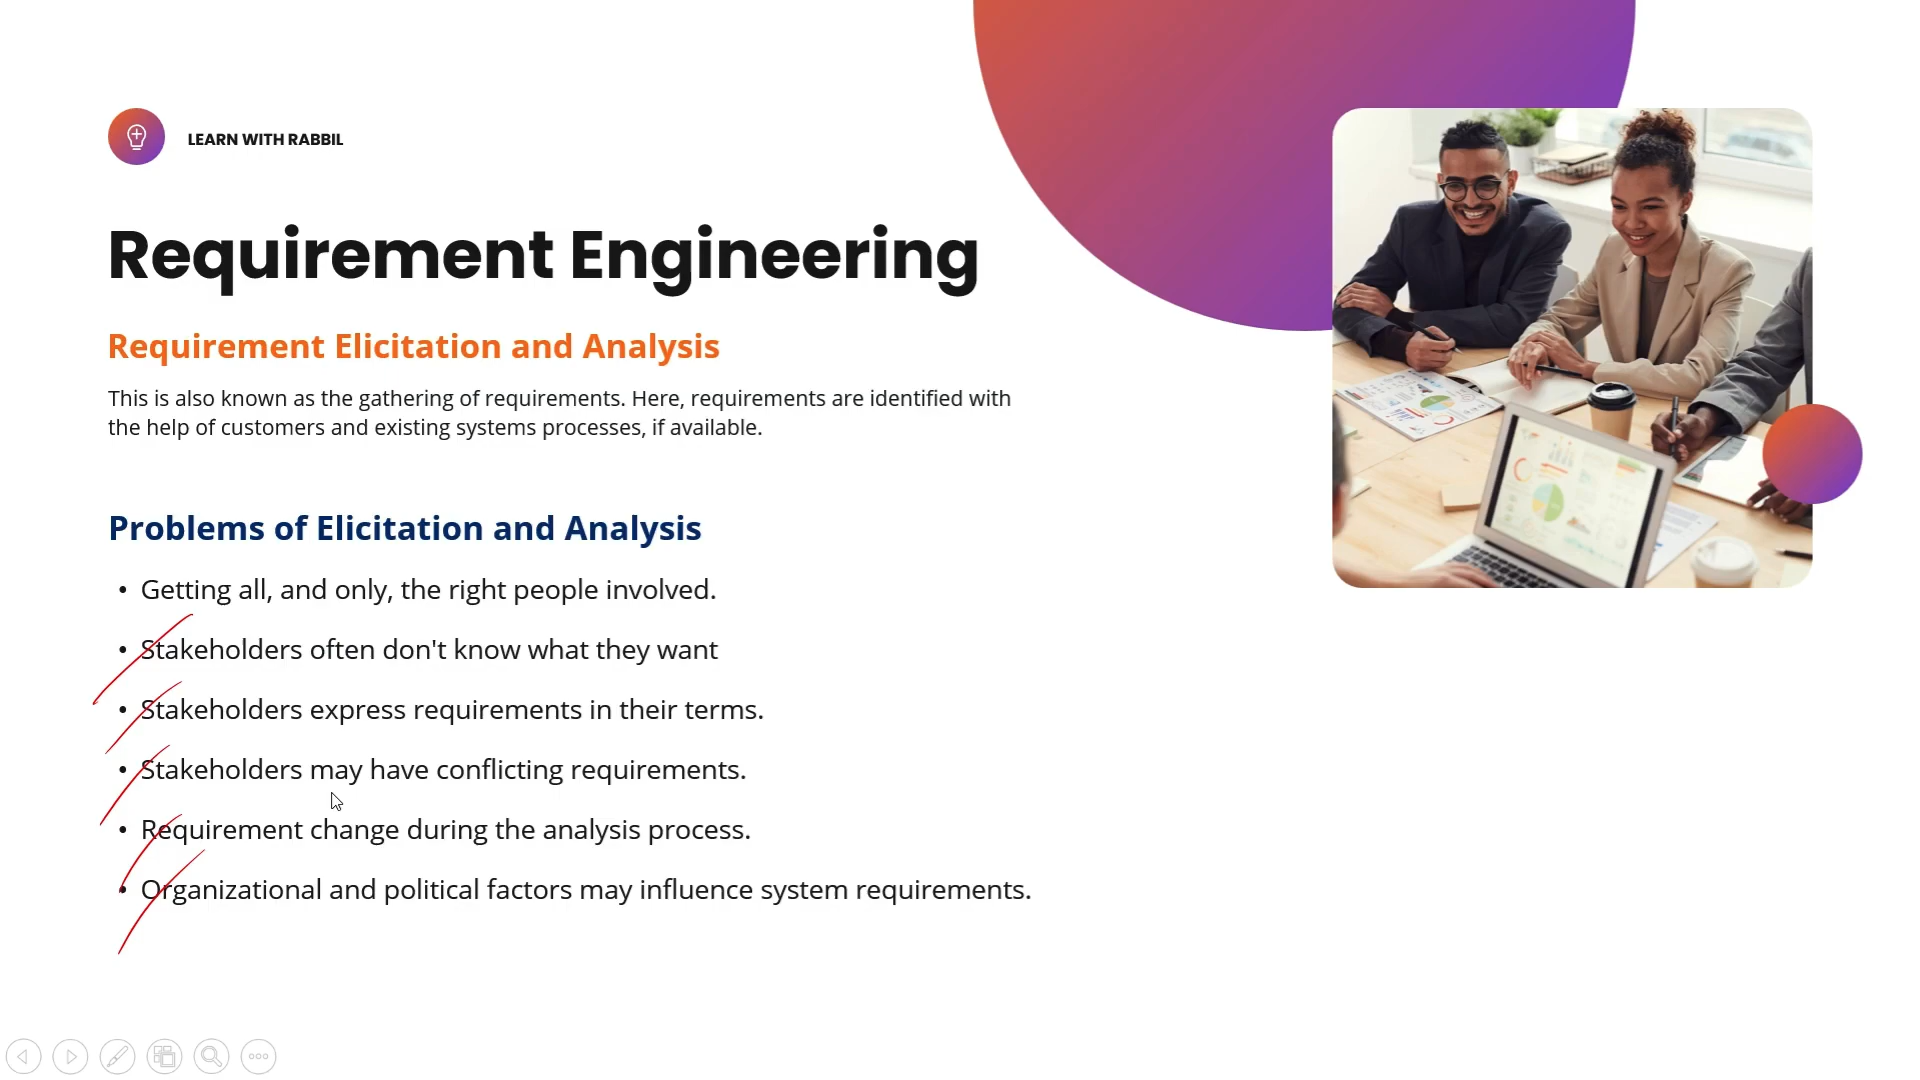 LEARN WITH RABBIL
Requirement Engineering
Requirement Elicitation and Analysis
This is also known as the gathering of requirements. Here, requirements are identified with
the help of customers and existing systems processes, if available.
Problems of Elicitation and Analysis
• Getting all, and only, the right people involved.
• Stakeholders often don't know what they want
• Stakeholders express requirements in their terms.
• Stakeholders may have conflicting requirements.
• Requirement change during the analysis process.
• Organizational and political factors may influence system requirements.